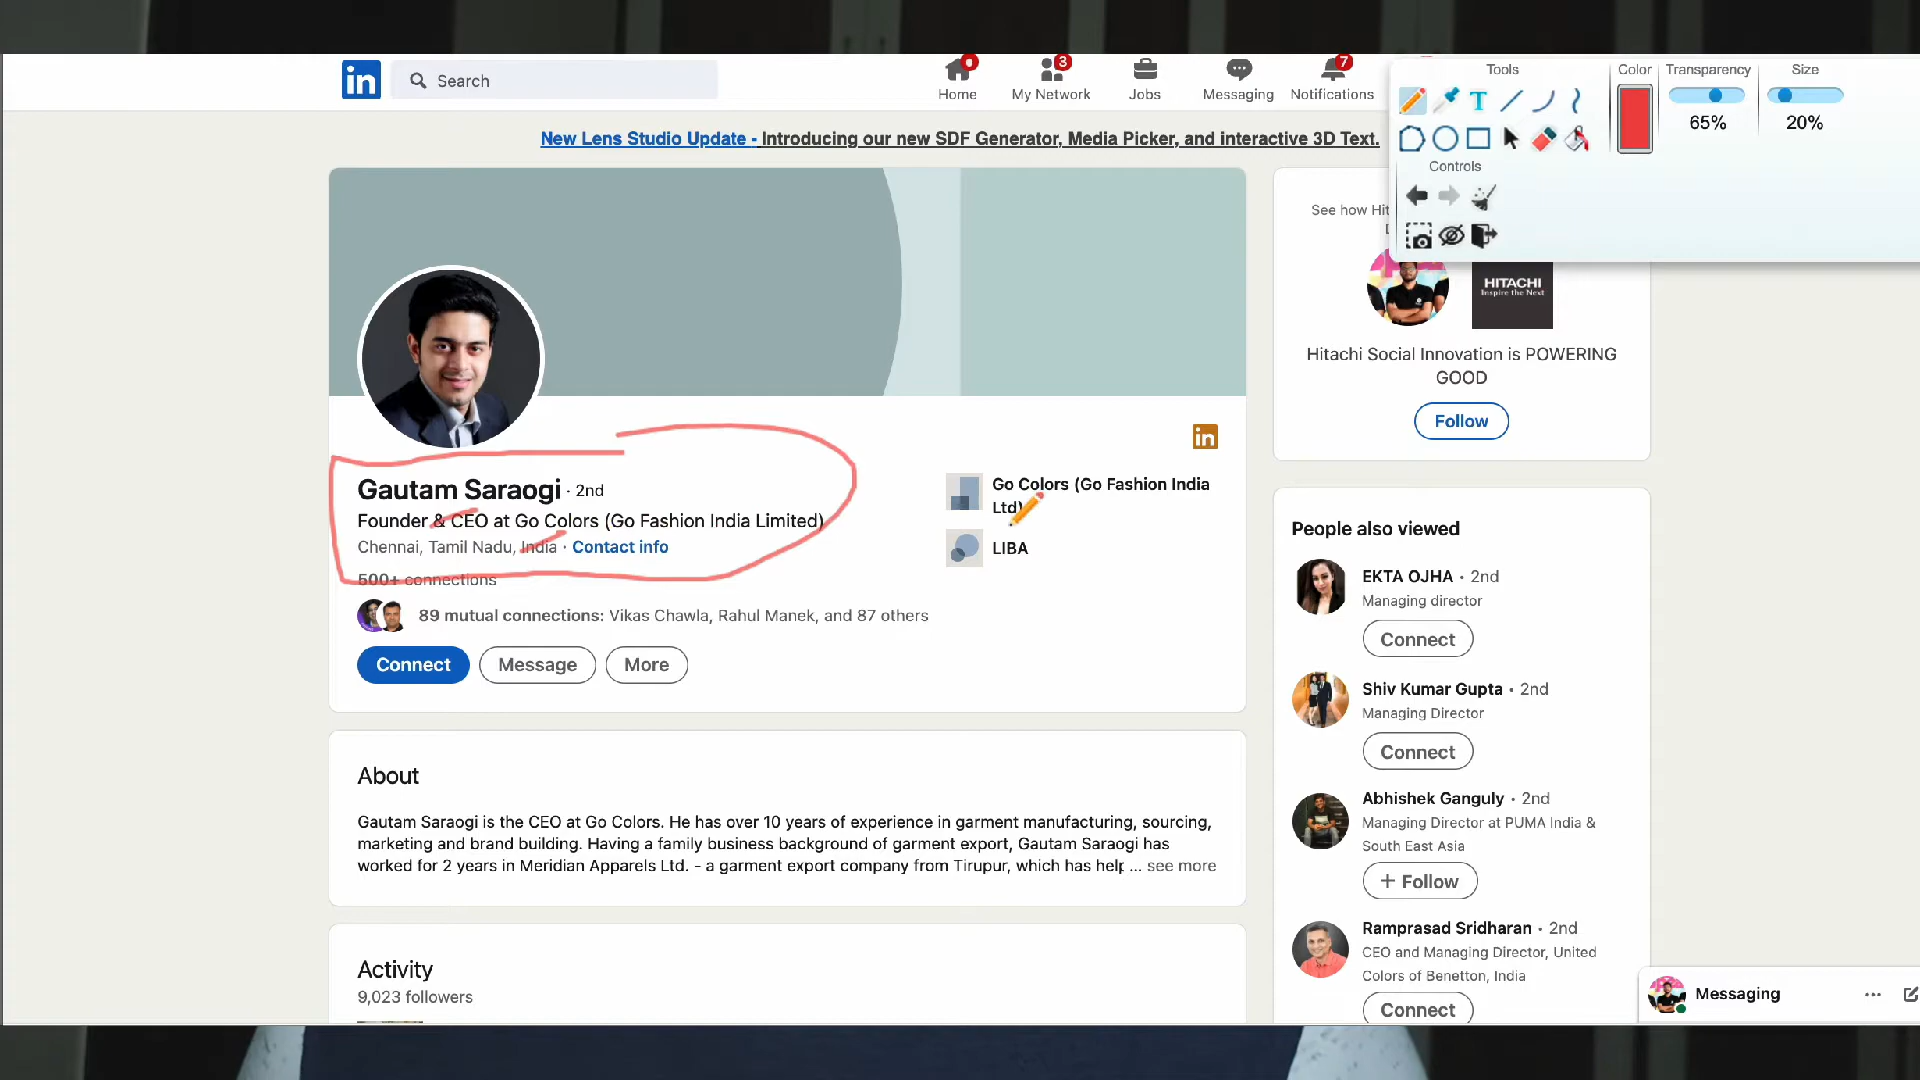 in
Search
Home
3
My Network
Jobs
Messaging
7
Notifications
Tools
Color
Transparency
Size
T
65%
20%
Controls
New Lens Studio Update - Introducing our new SDF Generator, Media Picker, and interactive 3D Text.
in
Gautam Saraogi · 2nd
Founder & CEO at Go Colors (Go Fashion India Limited)
Chennai, Tamil Nadu, India · Contact info
500+ connections
89 mutual connections: Vikas Chawla, Rahul Manek, and 87 others
Connect
Message
More
Go Colors (Go Fashion India
Ltd)
LIBA
About
Gautam Saraogi is the CEO at Go Colors. He has over 10 years of experience in garment manufacturing, sourcing,
marketing and brand building. Having a family business background of garment export, Gautam Saraogi has
worked for 2 years in Meridian Apparels Ltd. - a garment export company from Tirupur, which has help ... see more
Activity
9,023 followers
See how Hit
HITACHI
Inspire the Next
Hitachi Social Innovation is POWERING
GOOD
Follow
People also viewed
EKTA OJHA • 2nd
Managing director
Connect
Shiv Kumar Gupta • 2nd
Managing Director
Connect
Abhishek Ganguly • 2nd
Managing Director at PUMA India &
South East Asia
+ Follow
Ramprasad Sridharan • 2nd
CEO and Managing Director, United
Colors of Benetton, India
Connect
Messaging